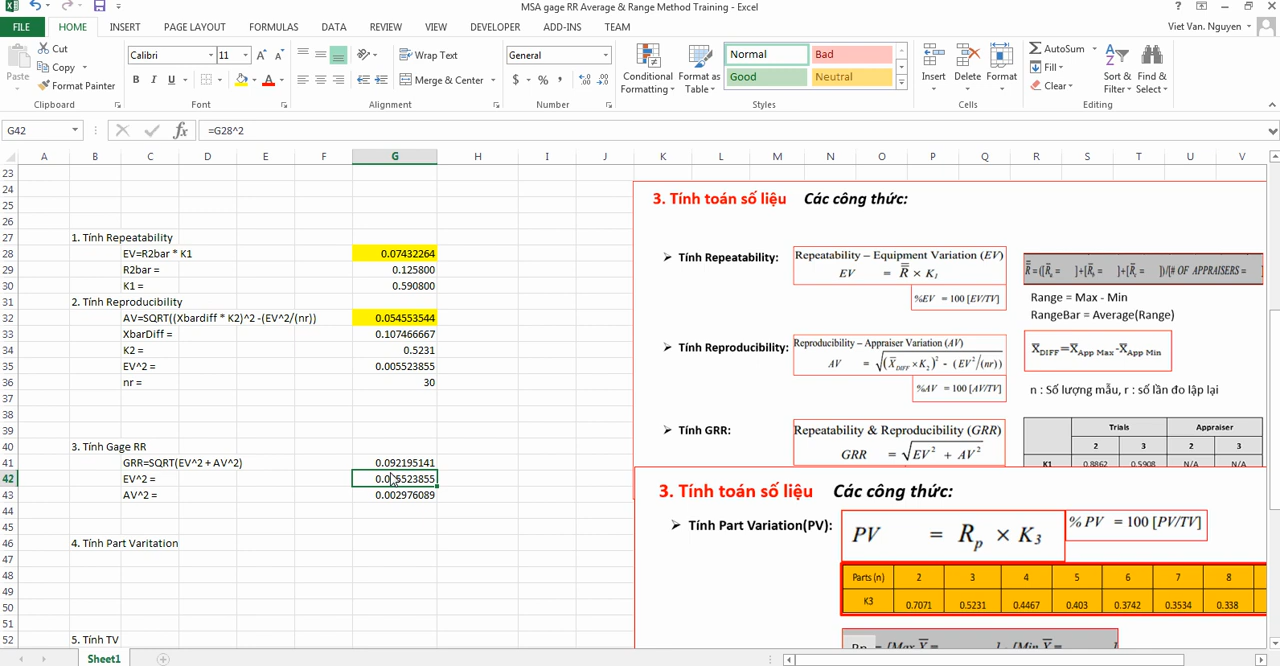 MSA gage RR Average & Range Method Training - Excel
FILE HOME INSERT PAGE LAYOUT FORMULAS DATA REVIEW VIEW DEVELOPER ADD-INS TEAM Viet Van. Nguyen
Paste Cut Copy Format Painter Clipboard
Calibri 11 B I U Font
Wrap Text Merge & Center Alignment
General $ % , Number
Conditional Formatting Format as Table Normal Bad Good Neutral Styles
Insert Delete Format Cells
AutoSum Fill Clear Sort & Filter Find & Select Editing
G42 fx =G28^2
A B C D E F G H I J K L M N O P Q R S T U V
23
24
25
26
27 1. Tính Repeatability
28 EV=R2bar * K1 0.07432264
29 R2bar = 0.125800
30 K1 = 0.590800
31 2. Tính Reproducibility
32 AV=SQRT((Xbardiff * K2)^2 -(EV^2/(nr)) 0.054553544
33 XbarDiff = 0.107466667
34 K2 = 0.5231
35 EV^2 = 0.005523855
36 nr = 30
37
38
39
40 3. Tính Gage RR
41 GRR=SQRT(EV^2 + AV^2) 0.092195141
42 EV^2 =
43 AV^2 = 0.002976089
44
45
46 4. Tính Part Varitation
47
48
49
50
51
52 5. Tính TV
3. Tính toán số liệu Các công thức:
➢ Tính Repeatability:
Repeatability – Equipment Variation (EV)
EV = R̿ × K₁
%EV = 100 [EV/TV]
R̿ = ([R̄a = ]+[R̄b = ]+[R̄c = ])/[# OF APPRAISERS = ]
Range = Max - Min
RangeBar = Average(Range)
➢ Tính Reproducibility:
Reproducibility – Appraiser Variation (AV)
AV = √(X̄DIFF × K₂)² - (EV²/(nr))
%AV = 100 [AV/TV]
X̄DIFF = X̄App Max - X̄App Min
n : Số lượng mẫu, r : số lần đo lập lại
➢ Tính GRR:
Repeatability & Reproducibility (GRR)
GRR = √EV² + AV²
Trials Appraiser
2 3 2 3
K1 0.8862 0.5908 N/A N/A
3. Tính toán số liệu Các công thức:
➢ Tính Part Variation(PV):
PV = Rp × K₃
% PV = 100 [PV/TV]
Parts (n) 2 3 4 5 6 7 8
K3 0.7071 0.5231 0.4467 0.403 0.3742 0.3534 0.338
Sheet1